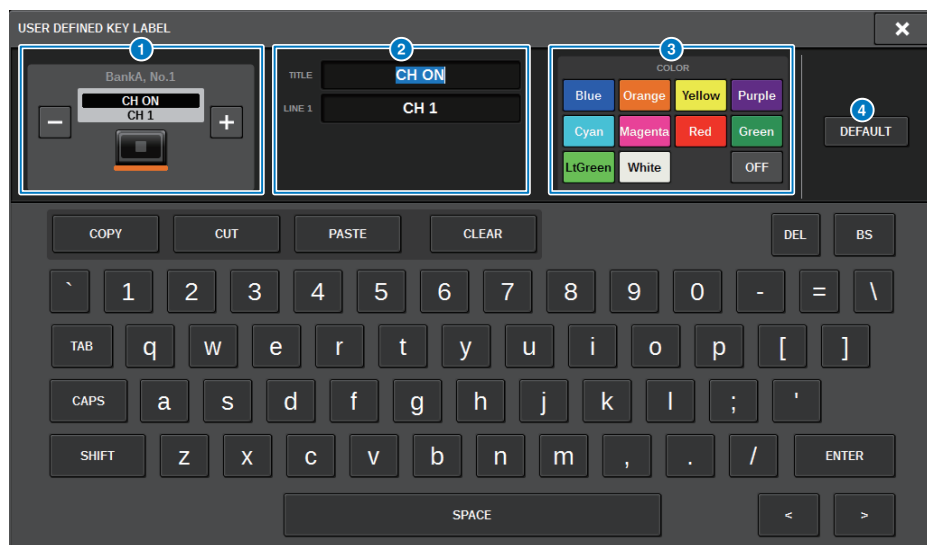 USER DEFINED KEY LABEL
×
1
2
3
4
BankA, No.1
CH ON
CH 1
−
+
TITLE
CH ON
LINE 1
CH 1
COLOR
Blue Orange Yellow Purple
Cyan Magenta Red Green
LtGreen White OFF
DEFAULT
COPY CUT PASTE CLEAR DEL BS
` 1 2 3 4 5 6 7 8 9 0 - = \
TAB q w e r t y u i o p [ ]
CAPS a s d f g h j k l ; '
SHIFT z x c v b n m , . / ENTER
SPACE < >